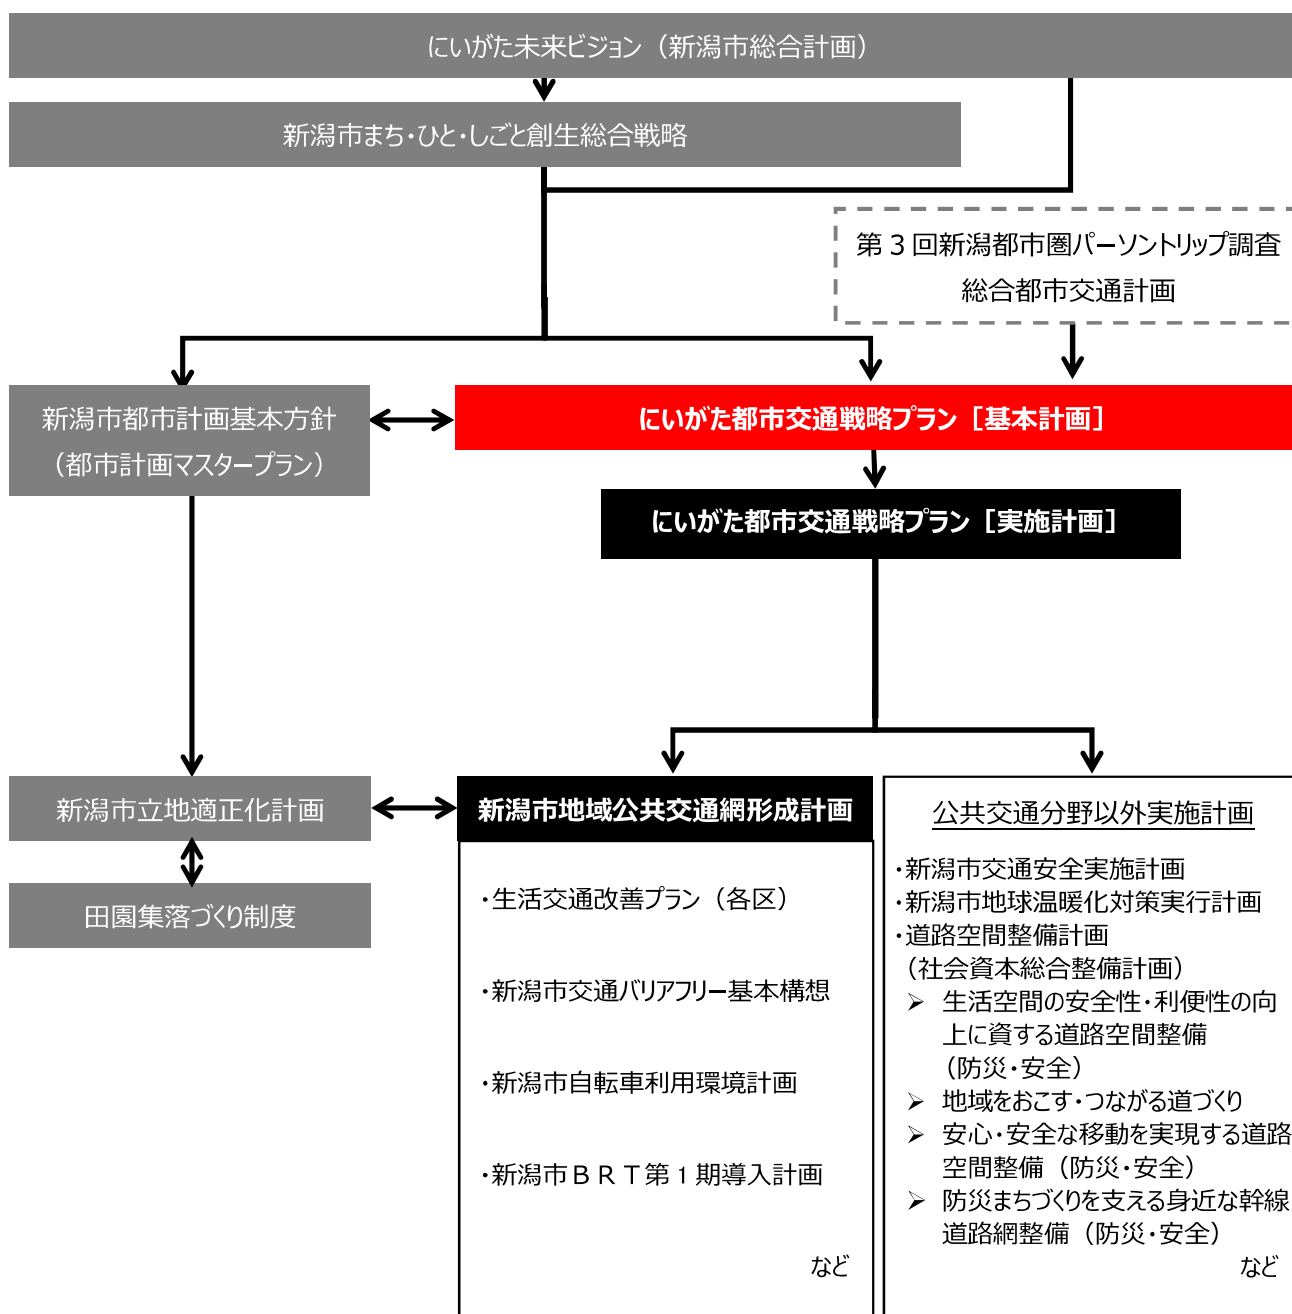 にいがた未来ビジョン（新潟市総合計画）
新潟市まち・ひと・しごと創生総合戦略
第３回新潟都市圏パーソントリップ調査
総合都市交通計画
新潟市都市計画基本方針
（都市計画マスタープラン）
にいがた都市交通戦略プラン［基本計画］
にいがた都市交通戦略プラン［実施計画］
新潟市立地適正化計画
田園集落づくり制度
新潟市地域公共交通網形成計画
・生活交通改善プラン（各区）
・新潟市交通バリアフリー基本構想
・新潟市自転車利用環境計画
・新潟市ＢＲＴ第１期導入計画
など
公共交通分野以外実施計画
・新潟市交通安全実施計画
・新潟市地球温暖化対策実行計画
・道路空間整備計画
（社会資本総合整備計画）
➢ 生活空間の安全性・利便性の向
上に資する道路空間整備
（防災・安全）
➢ 地域をおこす・つながる道づくり
➢ 安心・安全な移動を実現する道路
空間整備（防災・安全）
➢ 防災まちづくりを支える身近な幹線
道路網整備（防災・安全）
など